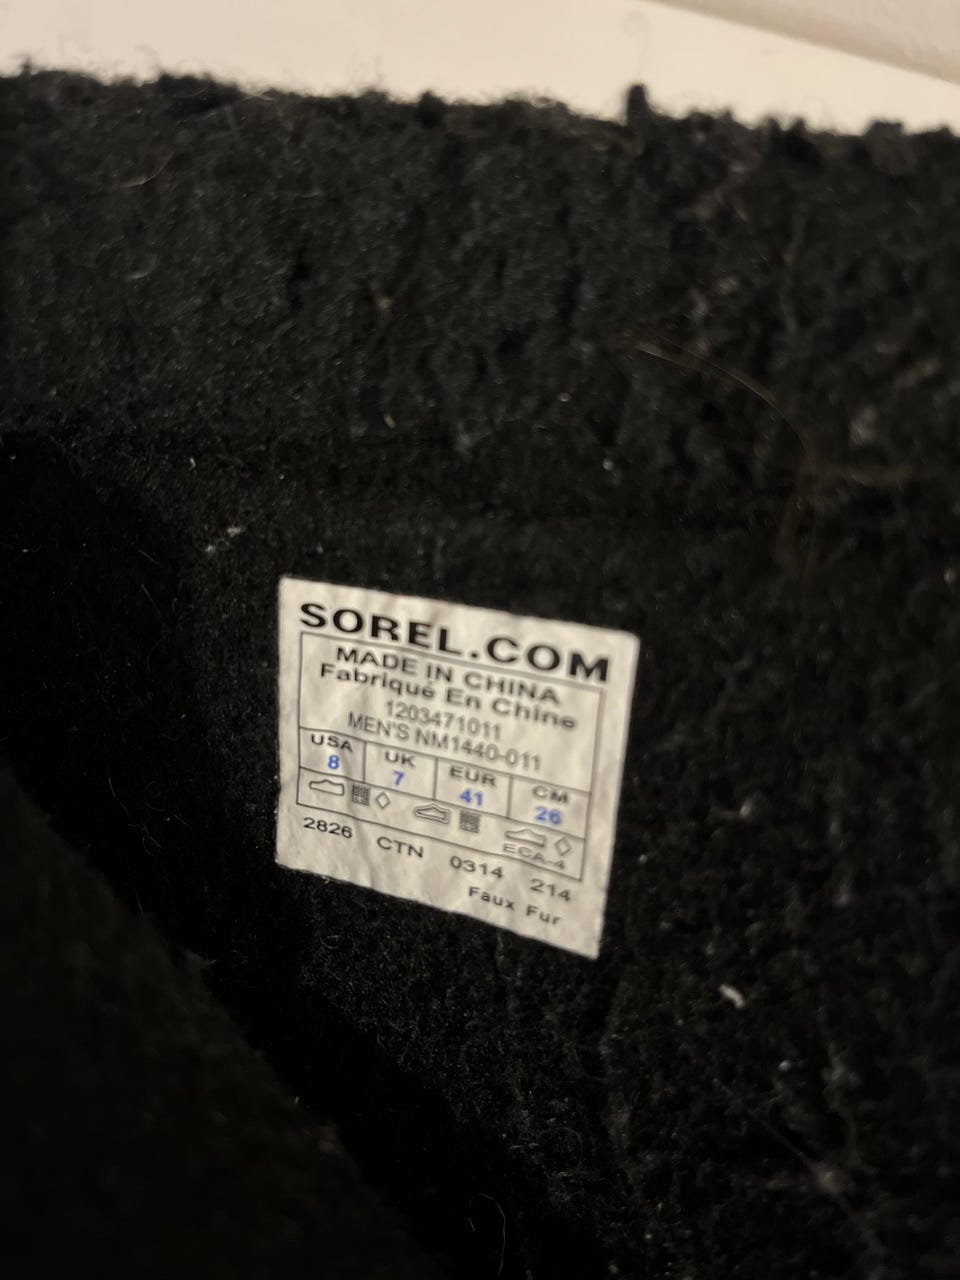 SOREL.COM
MADE IN CHINA
Fabriqué En Chine
1203471011
MEN'S NM1440-011
USA UK EUR CM
8 7 41 26
ECA-4
2826 CTN 0314 214
Faux Fur